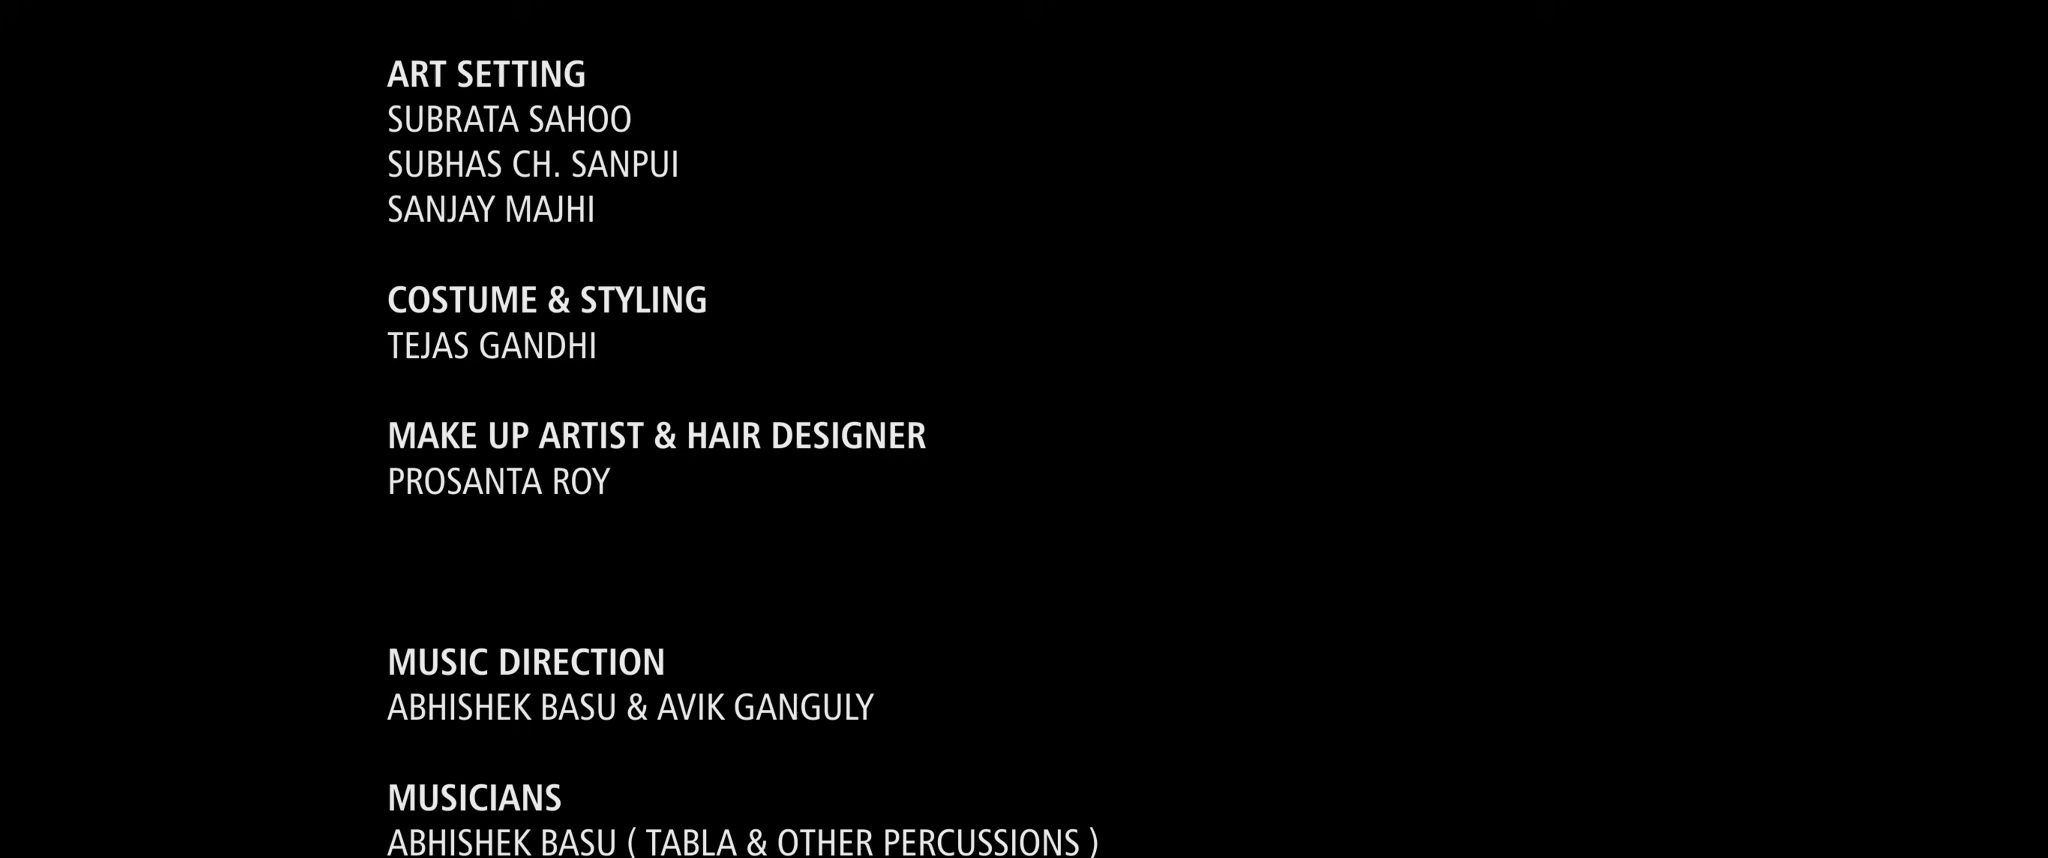 ART SETTING
SUBRATA SAHOO
SUBHAS CH. SANPUI
SANJAY MAJHI
COSTUME & STYLING
TEJAS GANDHI
MAKE UP ARTIST & HAIR DESIGNER
PROSANTA ROY
MUSIC DIRECTION
ABHISHEK BASU & AVIK GANGULY
MUSICIANS
ABHISHEK BASU ( TABLA & OTHER PERCUSSIONS )